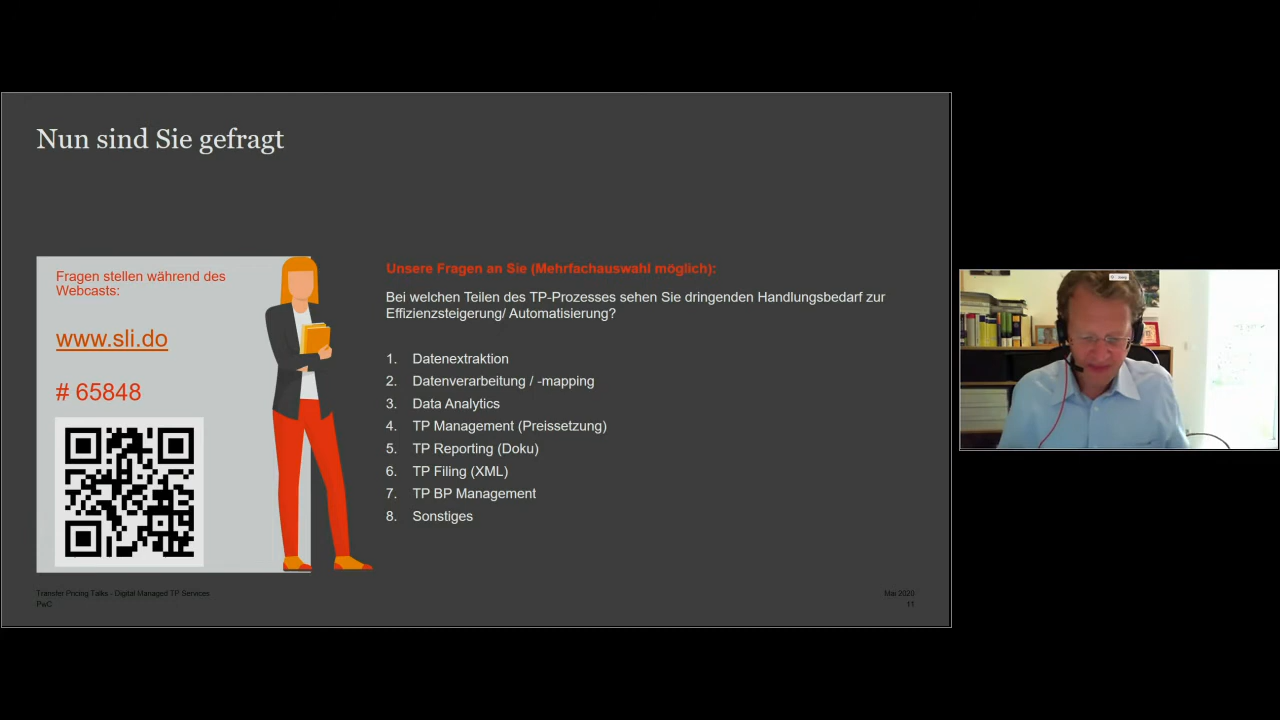 Nun sind Sie gefragt
Fragen stellen während des
Webcasts:
www.sli.do
# 65848
Unsere Fragen an Sie (Mehrfachauswahl möglich):
Bei welchen Teilen des TP-Prozesses sehen Sie dringenden Handlungsbedarf zur
Effizienzsteigerung/ Automatisierung?
1. Datenextraktion
2. Datenverarbeitung / -mapping
3. Data Analytics
4. TP Management (Preissetzung)
5. TP Reporting (Doku)
6. TP Filing (XML)
7. TP BP Management
8. Sonstiges
Transfer Pricing Talks - Digital Managed TP Services
PwC
Mai 2020